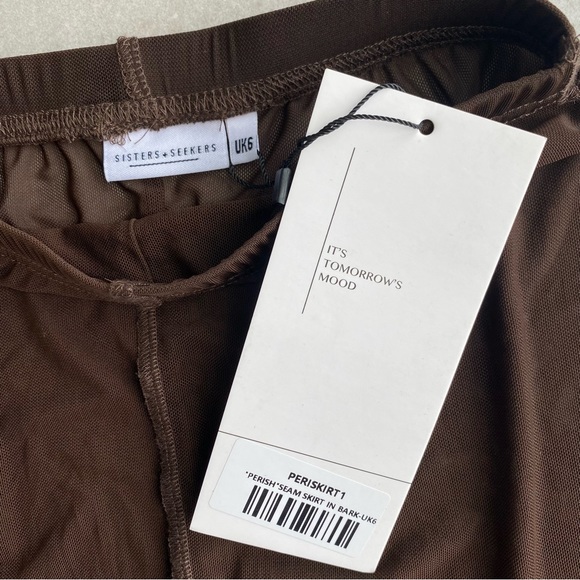 SISTERS + SEEKERS
UK6
IT'S
TOMORROW'S
MOOD
PERISKIRT1
"PERISH"SEAM SKIRT IN BARK-UK6